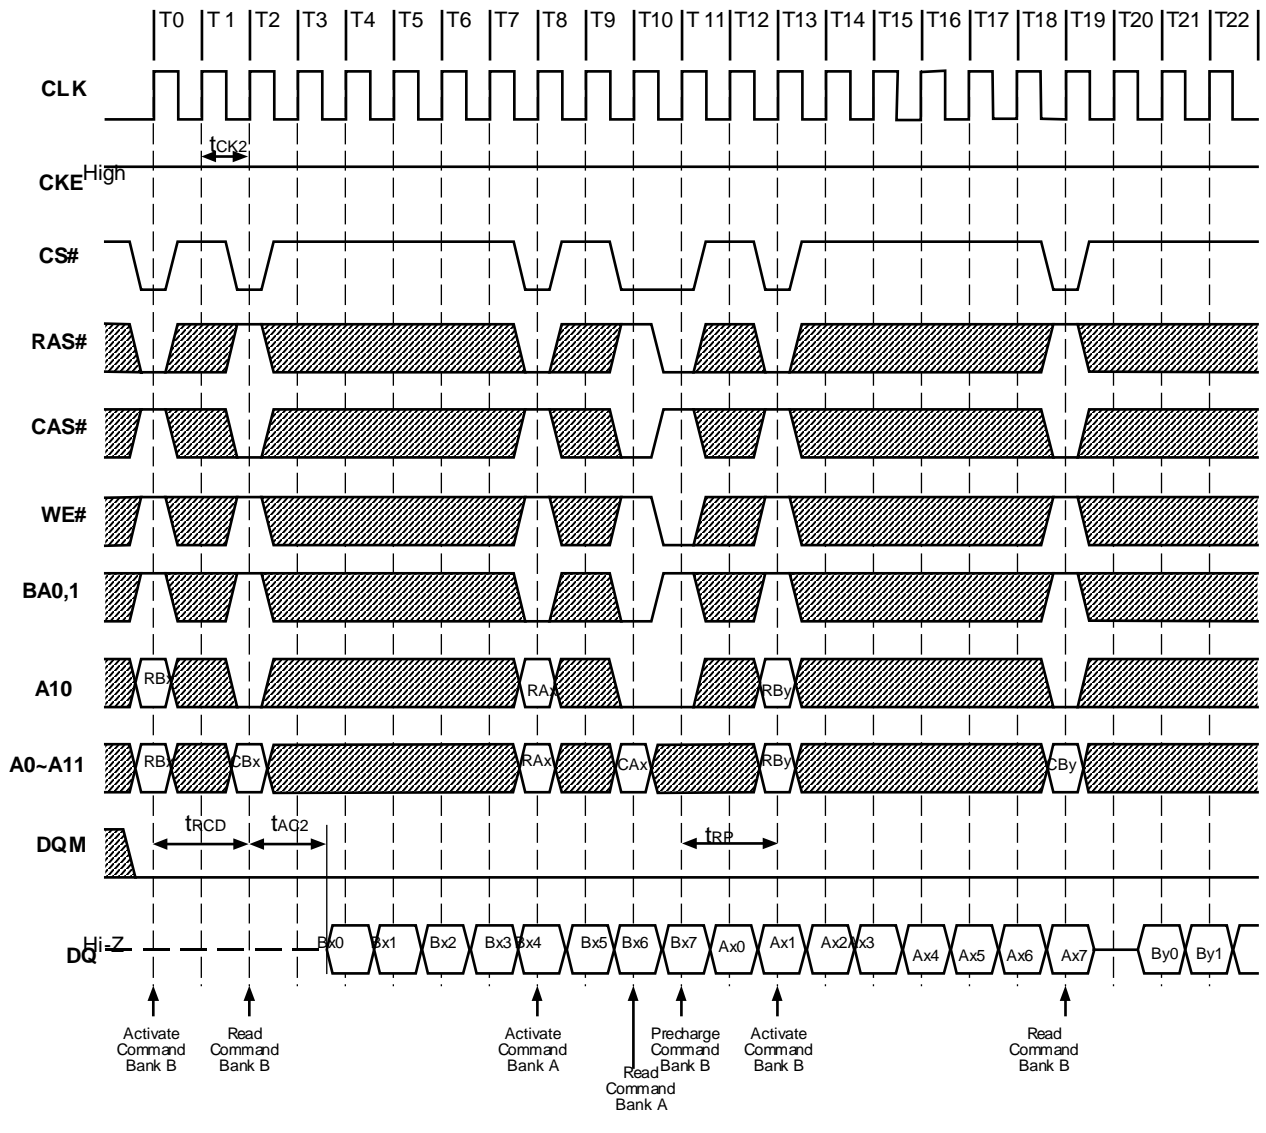 T0 T1 T2 T3 T4 T5 T6 T7 T8 T9 T10 T11 T12 T13 T14 T15 T16 T17 T18 T19 T20 T21 T22
CLK
tCK2
CKE High
CS#
RAS#
CAS#
WE#
BA0,1
A10 RBx RAx RBy
A0~A11 RBx CBx RAx CAx RBy CBy
tRCD tAC2 tRP
DQM
DQ Hi-Z Bx0 Bx1 Bx2 Bx3 Bx4 Bx5 Bx6 Bx7 Ax0 Ax1 Ax2 Ax3 Ax4 Ax5 Ax6 Ax7 By0 By1
Activate
Command
Bank B
Read
Command
Bank B
Activate
Command
Bank A
Read
Command
Bank A
Precharge
Command
Bank B
Activate
Command
Bank B
Read
Command
Bank B